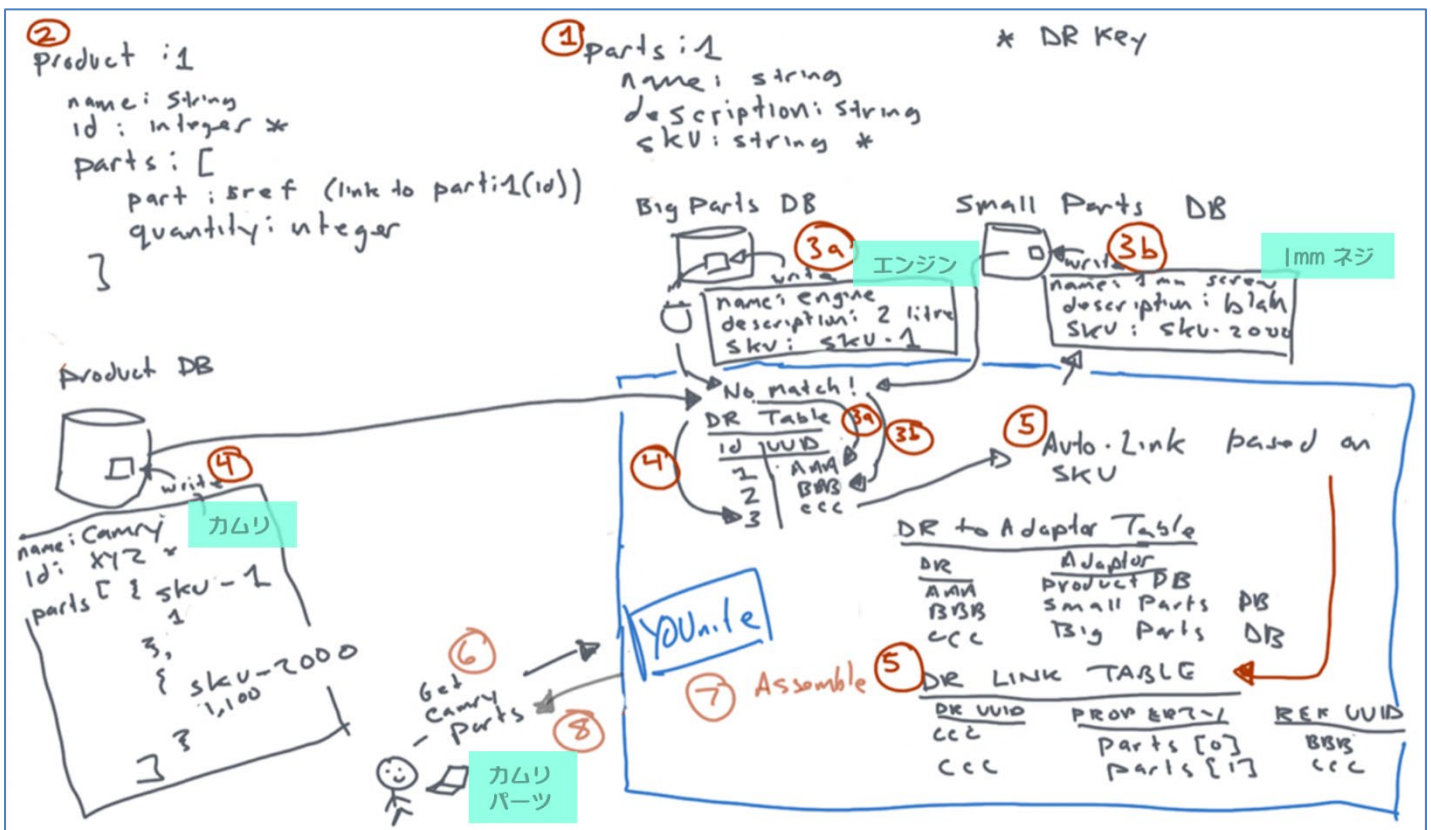 2
product :1
name: string
id : integer *
parts : [
part : $ref (link to part:1(id))
quantity: integer
]
1
parts :1
name: string
description: string
sku: string *
* DR Key
Big Parts DB
3a
エンジン
write
name: engine
description: 2 litre
sku: sku-1
Small Parts DB
3b
1mm ネジ
write
name: 1mm screw
description: blah
sku: sku-2000
Product DB
4
write
カムリ
name: Camry
id: XYZ *
parts [ { sku-1
1
},
{ sku-2000
1,100
}
]
No match!
DR Table
3a
3b
id UUID
1 AAA
2 BBB
3 CCC
4
5
Auto-Link based on
SKU
DR to Adaptor Table
DR Adaptor
AAA Product DB
BBB Small Parts DB
CCC Big Parts DB
YOUnite
6
Get
Camry
Parts
カムリ
パーツ
7 Assemble
8
5
DR LINK TABLE
DR UUID PROPERTY REF UUID
CCC parts [0] BBB
CCC parts [1] CCC